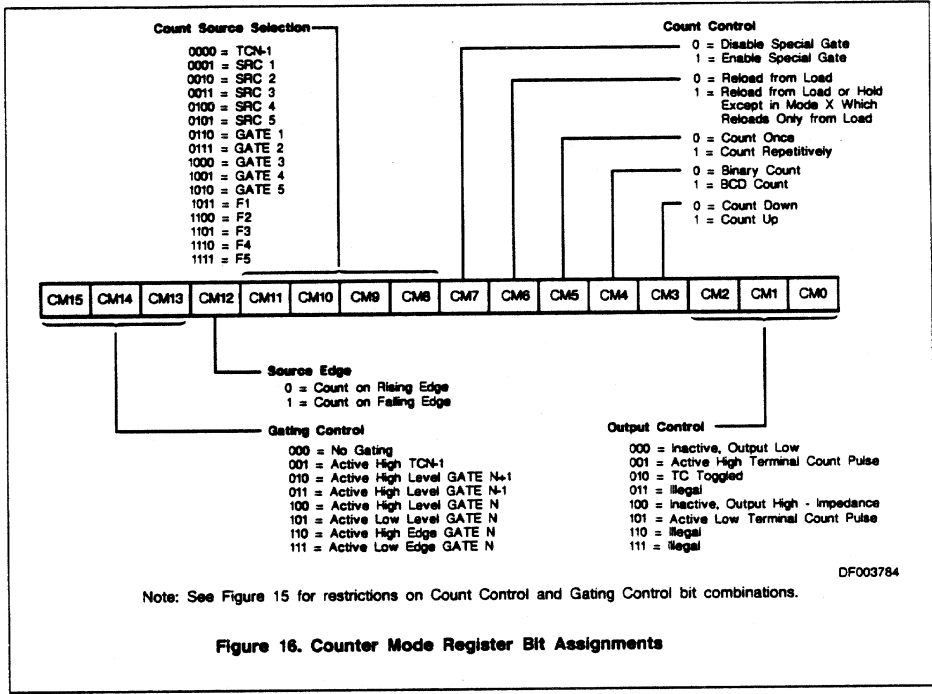 Count Source Selection
0000 = TCN-1
0001 = SRC 1
0010 = SRC 2
0011 = SRC 3
0100 = SRC 4
0101 = SRC 5
0110 = GATE 1
0111 = GATE 2
1000 = GATE 3
1001 = GATE 4
1010 = GATE 5
1011 = F1
1100 = F2
1101 = F3
1110 = F4
1111 = F5
Count Control
0 = Disable Special Gate
1 = Enable Special Gate
0 = Reload from Load
1 = Reload from Load or Hold
Except in Mode X Which
Reloads Only from Load
0 = Count Once
1 = Count Repetitively
0 = Binary Count
1 = BCD Count
0 = Count Down
1 = Count Up
CM15 CM14 CM13 CM12 CM11 CM10 CM9 CM8 CM7 CM6 CM5 CM4 CM3 CM2 CM1 CM0
Source Edge
0 = Count on Rising Edge
1 = Count on Falling Edge
Gating Control
000 = No Gating
001 = Active High TCN-1
010 = Active High Level GATE N+1
011 = Active High Level GATE N-1
100 = Active High Level GATE N
101 = Active Low Level GATE N
110 = Active High Edge GATE N
111 = Active Low Edge GATE N
Output Control
000 = Inactive, Output Low
001 = Active High Terminal Count Pulse
010 = TC Toggled
011 = Illegal
100 = Inactive, Output High - Impedance
101 = Active Low Terminal Count Pulse
110 = Illegal
111 = Illegal
DF003784
Note: See Figure 15 for restrictions on Count Control and Gating Control bit combinations.
Figure 16. Counter Mode Register Bit Assignments